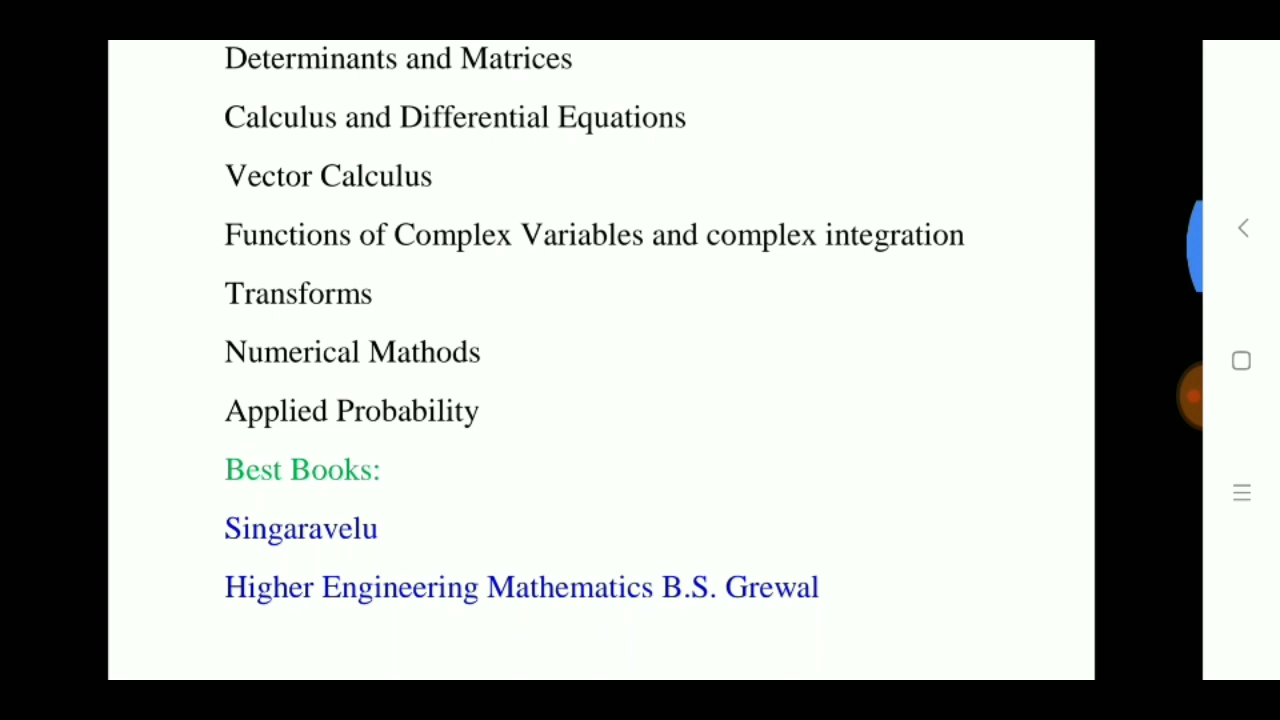 Determinants and Matrices
Calculus and Differential Equations
Vector Calculus
Functions of Complex Variables and complex integration
Transforms
Numerical Mathods
Applied Probability
Best Books:
Singaravelu
Higher Engineering Mathematics B.S. Grewal